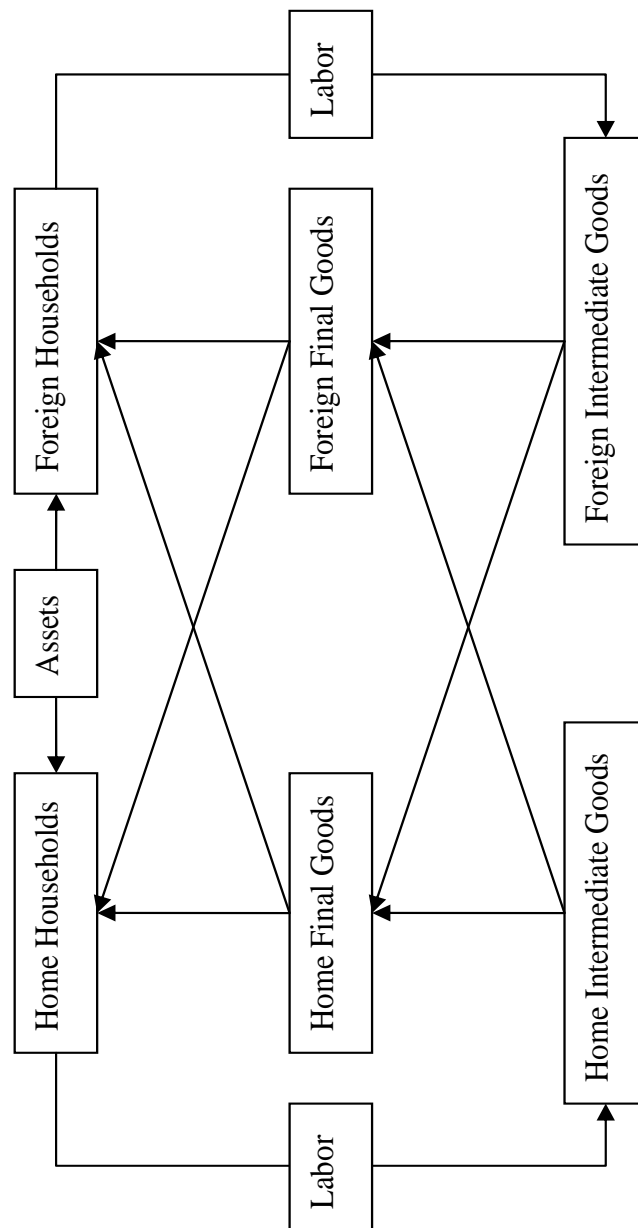 Home Households
Assets
Foreign Households
Labor
Home Final Goods
Foreign Final Goods
Labor
Home Intermediate Goods
Foreign Intermediate Goods